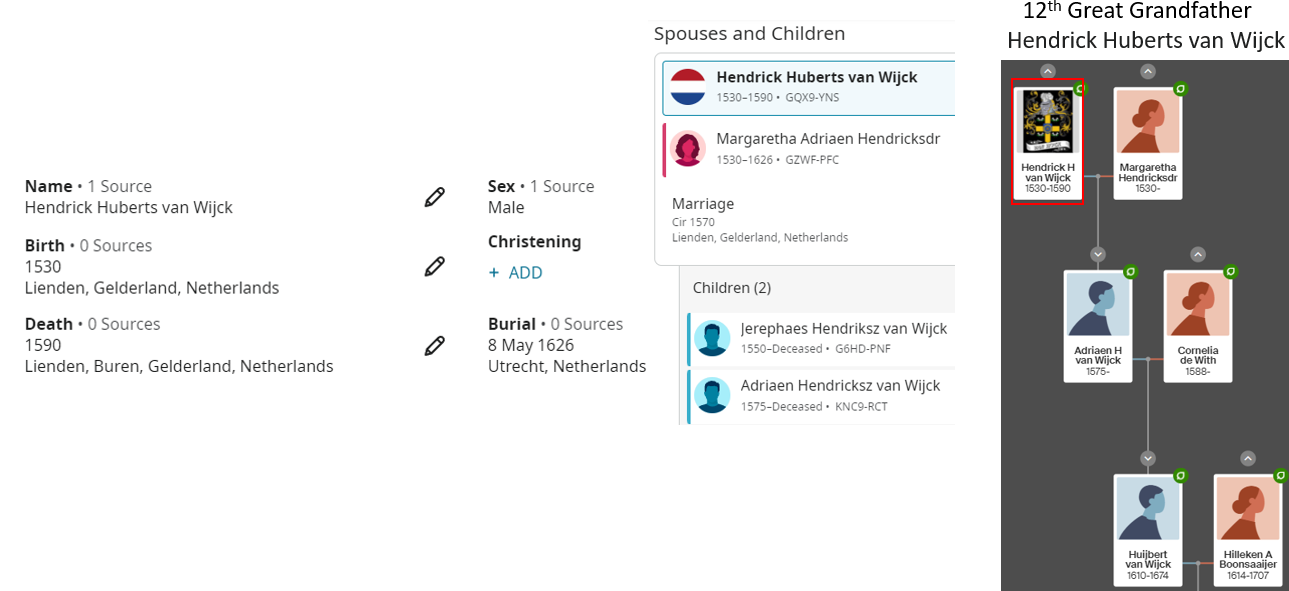 12th Great Grandfather
Hendrick Huberts van Wijck
Name • 1 Source
Hendrick Huberts van Wijck
Birth • 0 Sources
1530
Lienden, Gelderland, Netherlands
Death • 0 Sources
1590
Lienden, Buren, Gelderland, Netherlands
Sex • 1 Source
Male
Christening
+ ADD
Burial • 0 Sources
8 May 1626
Utrecht, Netherlands
Spouses and Children
Hendrick Huberts van Wijck
1530–1590 • GQX9-YNS
Margaretha Adriaen Hendricksdr
1530–1626 • GZWF-PFC
Marriage
Cir 1570
Lienden, Gelderland, Netherlands
Children (2)
Jerephaes Hendriksz van Wijck
1550–Deceased • G6HD-PNF
Adriaen Hendricksz van Wijck
1575–Deceased • KNC9-RCT
Hendrick H
van Wijck
1530-1590
Margaretha
Hendricksdr
1530-
Adriaen H
van Wijck
1575-
Cornelia
de With
1588-
Huijbert
van Wijck
1610-1674
Hilleken A
Boonsaaijer
1614-1707